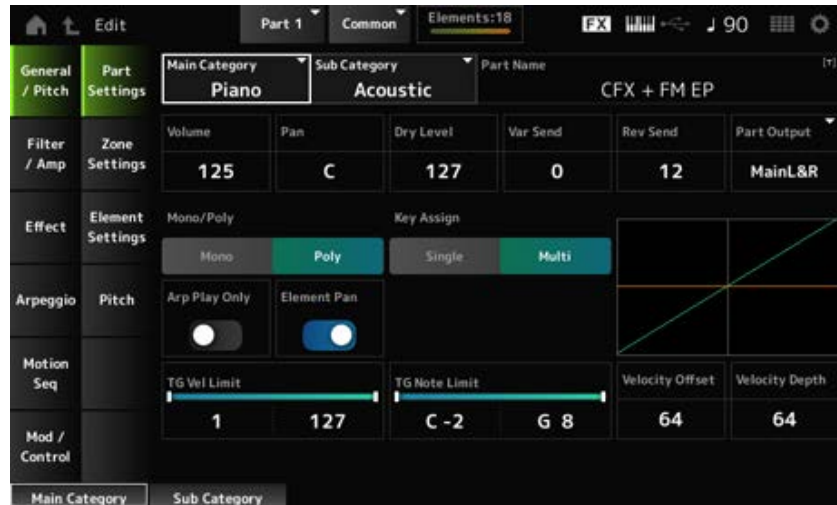 Edit
Part 1
Common
Elements:18
FX
90
General
/ Pitch
Part
Settings
Main Category
Piano
Sub Category
Acoustic
Part Name
CFX + FM EP
Filter
/ Amp
Zone
Settings
Volume
125
Pan
C
Dry Level
127
Var Send
0
Rev Send
12
Part Output
MainL&R
Effect
Element
Settings
Mono/Poly
Mono
Poly
Key Assign
Single
Multi
Arpeggio
Pitch
Arp Play Only
Element Pan
Motion
Seq
TG Vel Limit
1
127
TG Note Limit
C -2
G 8
Velocity Offset
64
Velocity Depth
64
Mod /
Control
Main Category
Sub Category